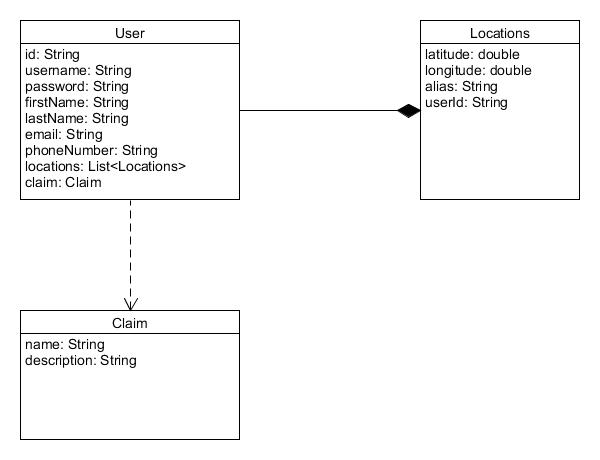 User
id: String
username: String
password: String
firstName: String
lastName: String
email: String
phoneNumber: String
locations: List<Locations>
claim: Claim
Locations
latitude: double
longitude: double
alias: String
userId: String
Claim
name: String
description: String